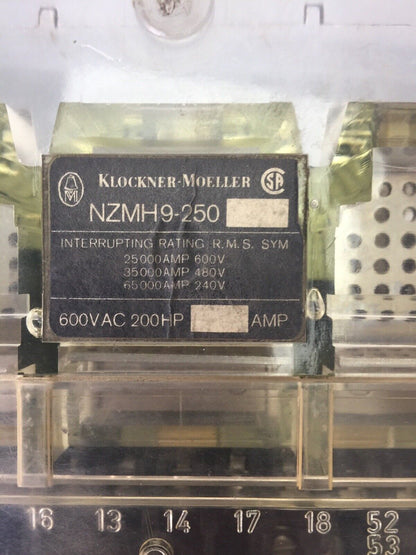 KLOCKNER-MOELLER
NZMH9-250
INTERRUPTING RATING R.M.S. SYM
25000AMP 600V
35000AMP 480V
65000AMP 240V
600VAC 200HP AMP
16 13 14 17 18 52
53